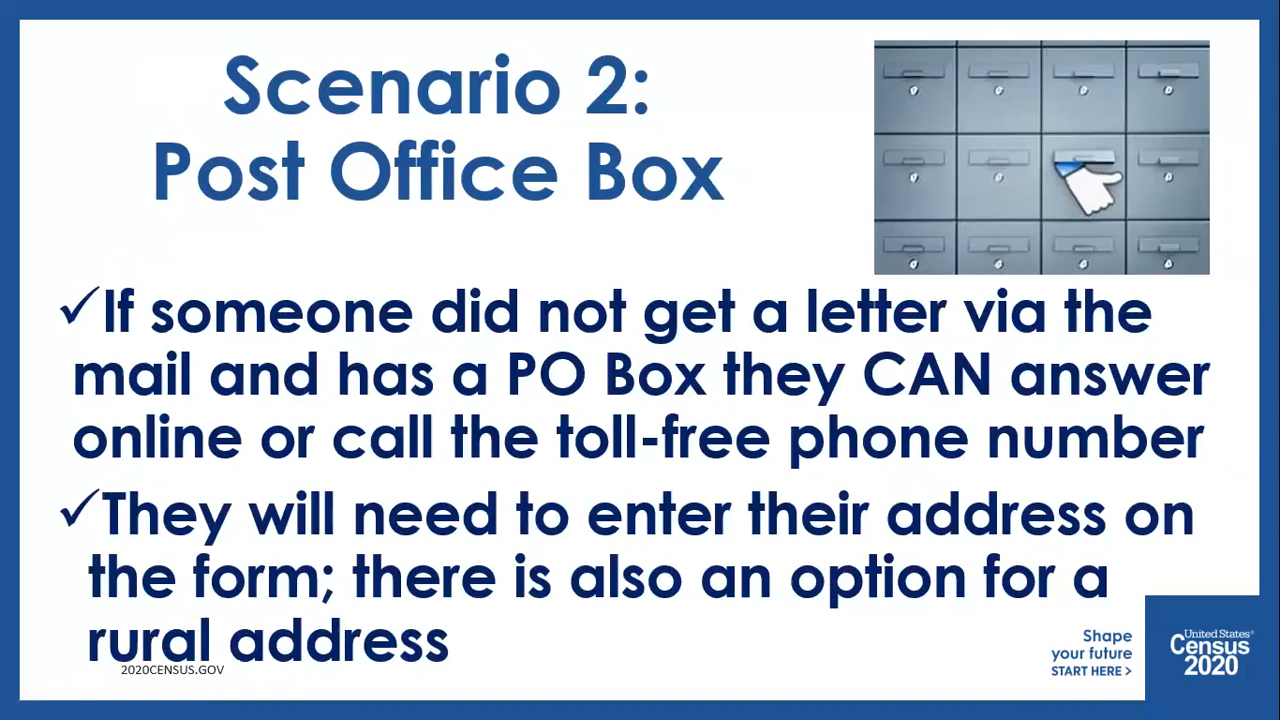 Scenario 2:
Post Office Box
✓If someone did not get a letter via the
mail and has a PO Box they CAN answer
online or call the toll-free phone number
✓They will need to enter their address on
the form; there is also an option for a
rural address
2020CENSUS.GOV
Shape
your future
START HERE >
United States®
Census
2020